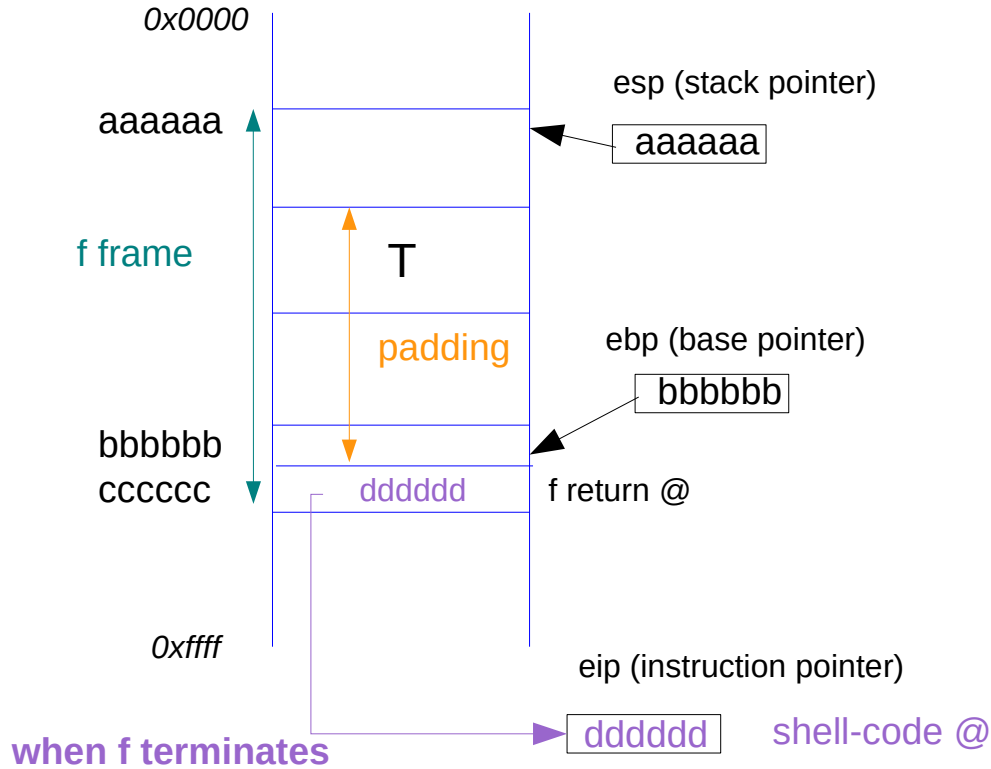 0x0000
esp (stack pointer)
aaaaaa
aaaaaa
f frame
T
padding
ebp (base pointer)
bbbbbb
bbbbbb
cccccc
dddddd
f return @
0xffff
eip (instruction pointer)
when f terminates
dddddd
shell-code @